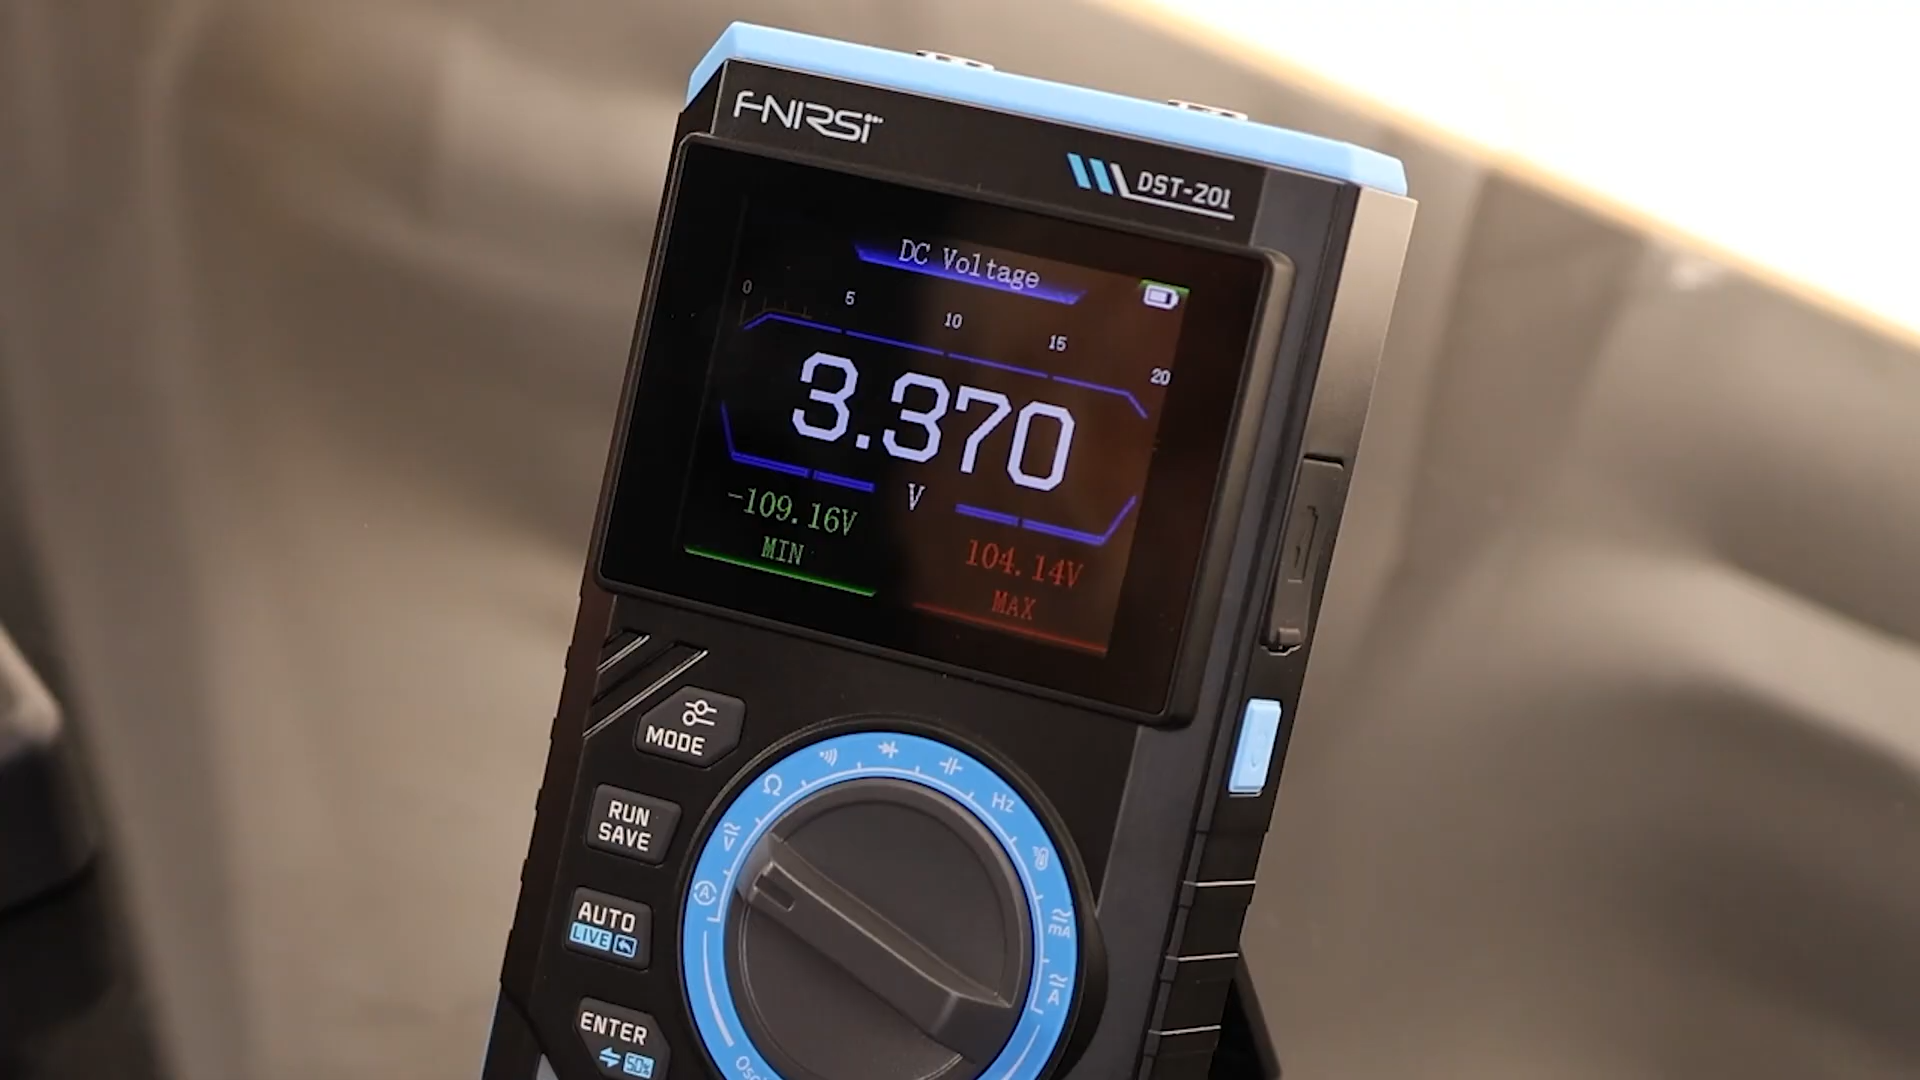 FNIRSI
DST-201
DC Voltage
0 5 10 15 20
3.370
V
-109.16V
MIN
104.14V
MAX
MODE
RUN
SAVE
AUTO
LIVE
ENTER
50%
Ω
Hz
V
A
mA
A